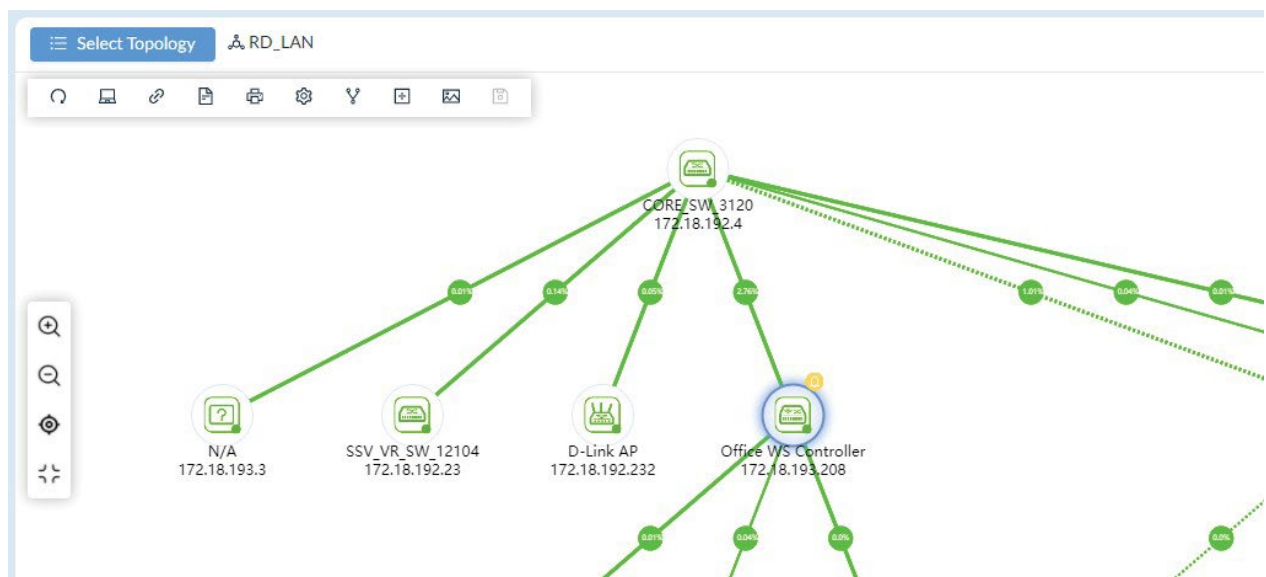 Select Topology
RD_LAN
CORE_SW_3120
172.18.192.4
0.01%
0.14%
0.05%
2.76%
1.01%
0.04%
0.01%
N/A
172.18.193.3
SSV_VR_SW_12104
172.18.192.23
D-Link AP
172.18.192.232
Office WS Controller
172.18.193.208
0.01%
0.04%
0.0%
0.0%